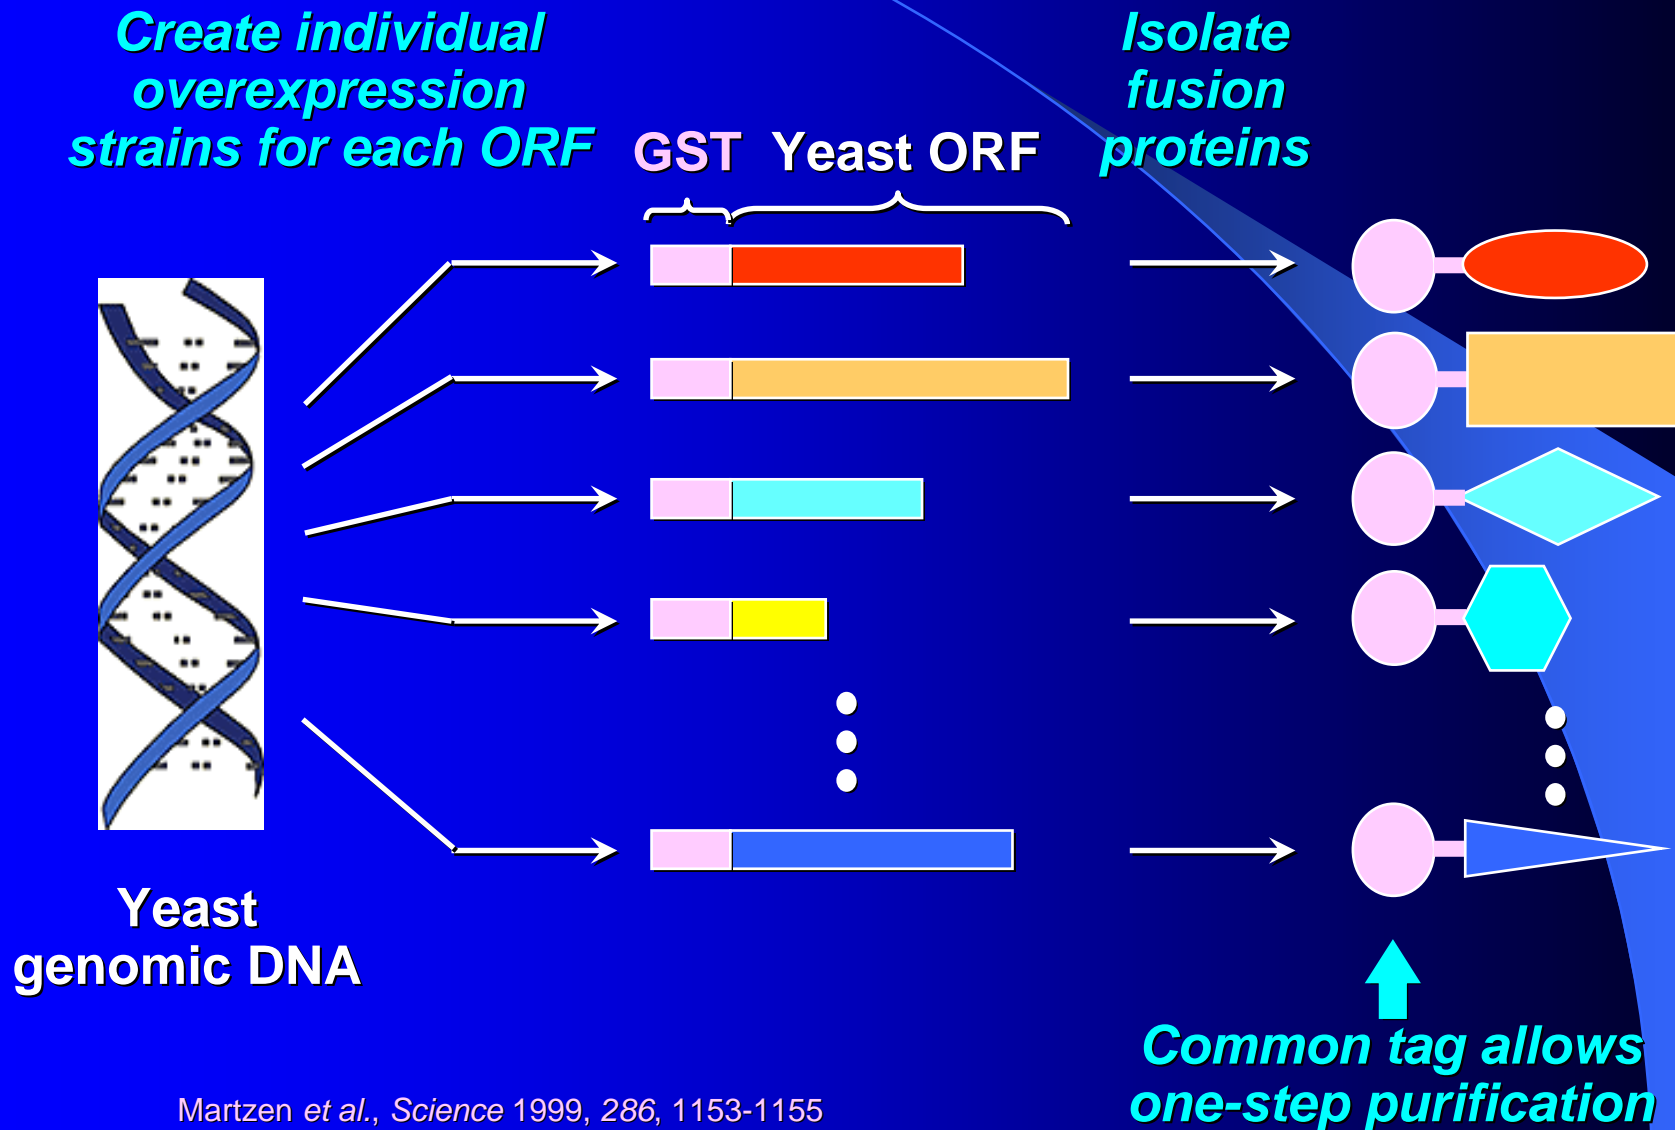 Create individual
overexpression
strains for each ORF
GST Yeast ORF
Isolate
fusion
proteins
Yeast
genomic DNA
Common tag allows
one-step purification
Martzen et al., Science 1999, 286, 1153-1155